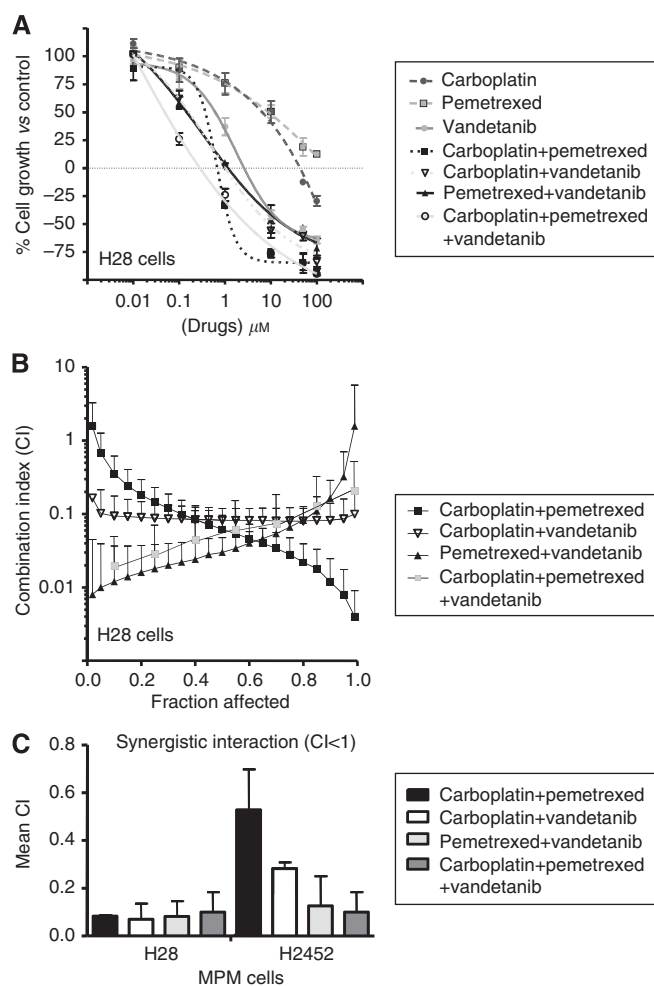 A
100
75
50
25
0
−25
−50
−75
% Cell growth vs control
H28 cells
0.01 0.1 1 10 100
(Drugs) μM
Carboplatin
Pemetrexed
Vandetanib
Carboplatin+pemetrexed
Carboplatin+vandetanib
Pemetrexed+vandetanib
Carboplatin+pemetrexed
+vandetanib
B
10
1
0.1
0.01
Combination index (CI)
H28 cells
0.0 0.2 0.4 0.6 0.8 1.0
Fraction affected
Carboplatin+pemetrexed
Carboplatin+vandetanib
Pemetrexed+vandetanib
Carboplatin+pemetrexed
+vandetanib
C
Synergistic interaction (CI<1)
0.8
0.6
0.4
0.2
0.0
Mean CI
H28 H2452
MPM cells
Carboplatin+pemetrexed
Carboplatin+vandetanib
Pemetrexed+vandetanib
Carboplatin+pemetrexed
+vandetanib